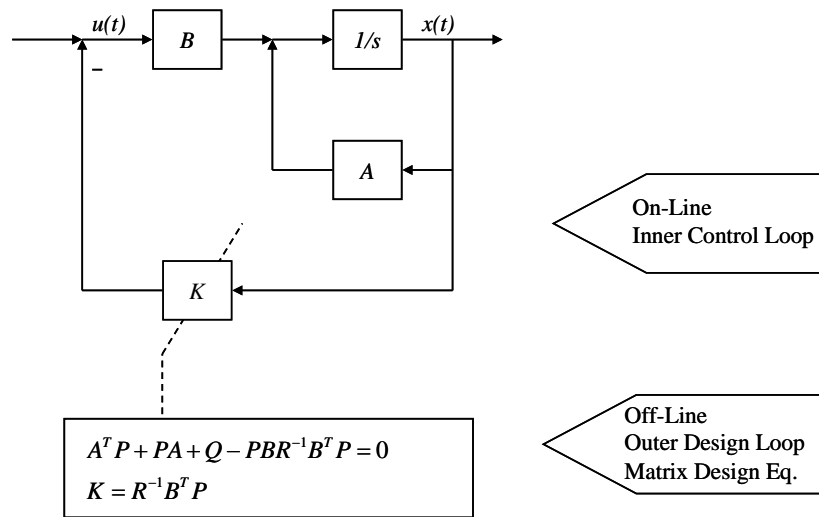 u(t)
B
1/s
x(t)
−
A
On-Line
Inner Control Loop
K
A^T P + PA + Q − PBR^{−1}B^T P = 0
K = R^{−1}B^T P
Off-Line
Outer Design Loop
Matrix Design Eq.